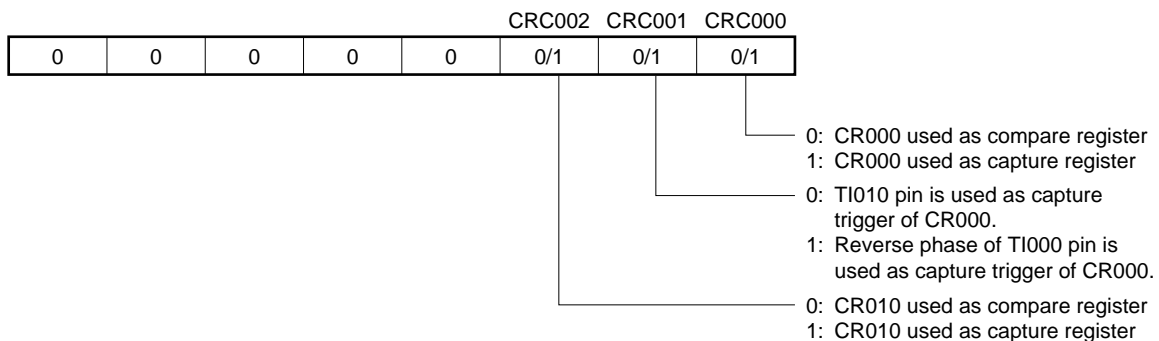 CRC002 CRC001 CRC000
0 0 0 0 0 0/1 0/1 0/1
0: CR000 used as compare register
1: CR000 used as capture register
0: TI010 pin is used as capture
trigger of CR000.
1: Reverse phase of TI000 pin is
used as capture trigger of CR000.
0: CR010 used as compare register
1: CR010 used as capture register